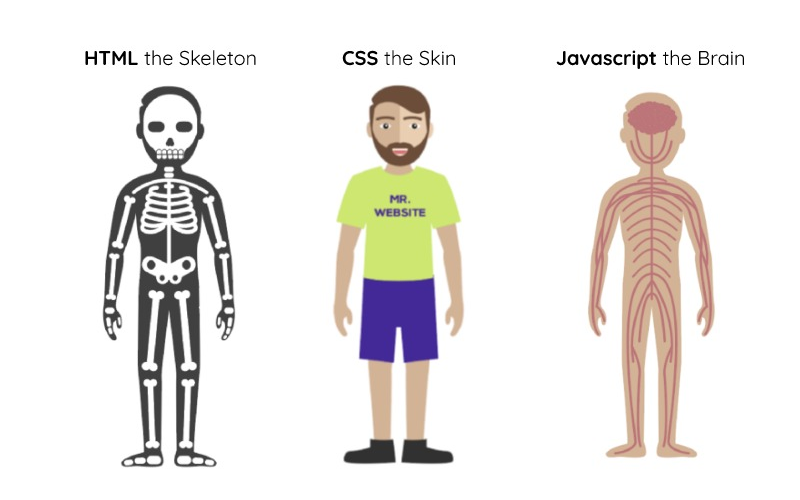 HTML the Skeleton
CSS the Skin
Javascript the Brain
MR.
WEBSITE